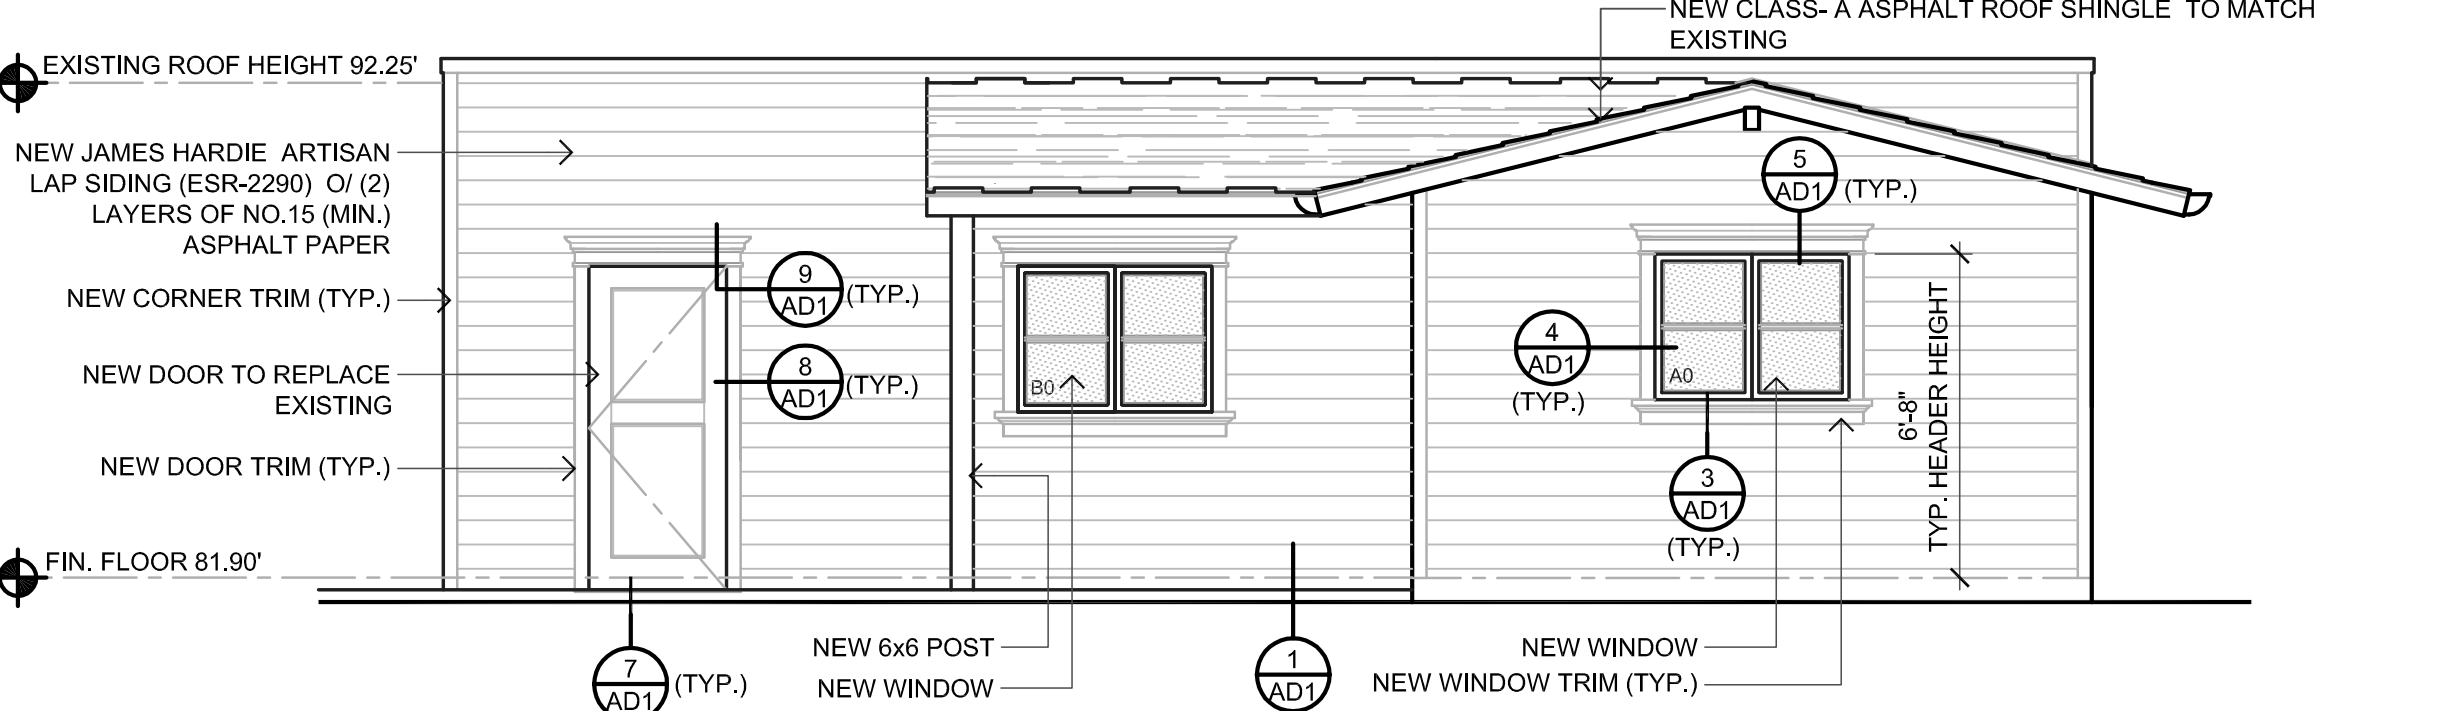 NEW CLASS- A ASPHALT ROOF SHINGLE TO MATCH
EXISTING
EXISTING ROOF HEIGHT 92.25'
NEW JAMES HARDIE ARTISAN
LAP SIDING (ESR-2290) O/ (2)
LAYERS OF NO.15 (MIN.)
ASPHALT PAPER
NEW CORNER TRIM (TYP.)
NEW DOOR TO REPLACE
EXISTING
NEW DOOR TRIM (TYP.)
FIN. FLOOR 81.90'
9
AD1
(TYP.)
8
AD1
(TYP.)
B0
5
AD1
(TYP.)
4
AD1
(TYP.)
A0
3
AD1
(TYP.)
6'-8"
TYP. HEADER HEIGHT
7
AD1
(TYP.)
NEW 6x6 POST
NEW WINDOW
1
AD1
NEW WINDOW
NEW WINDOW TRIM (TYP.)